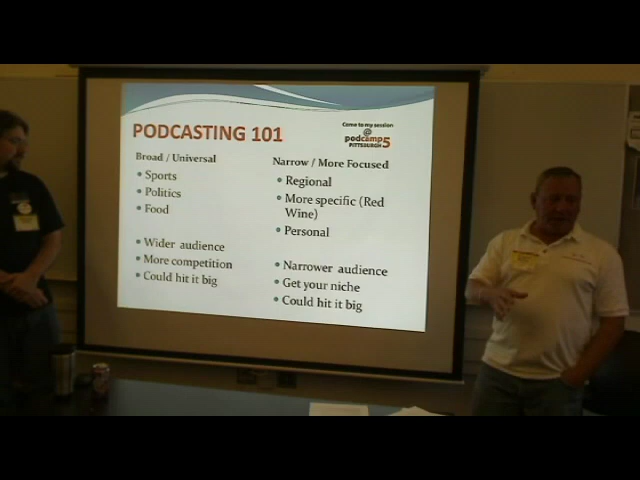 PODCASTING 101
Come to my session
@
podcamp5
PITTSBURGH
Broad / Universal
• Sports
• Politics
• Food
• Wider audience
• More competition
• Could hit it big
Narrow / More Focused
• Regional
• More specific (Red
Wine)
• Personal
• Narrower audience
• Get your niche
• Could hit it big